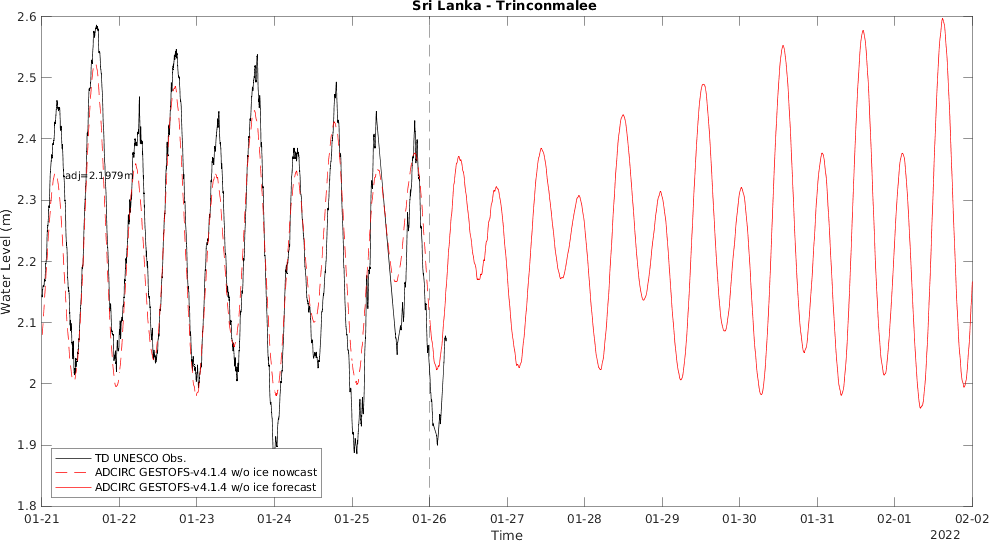 Sri Lanka - Trinconmalee
2.6
2.5
2.4
2.3
2.2
2.1
2
1.9
1.8
Water Level (m)
adj=2.1979m
TD UNESCO Obs.
ADCIRC GESTOFS-v4.1.4 w/o ice nowcast
ADCIRC GESTOFS-v4.1.4 w/o ice forecast
01-21 01-22 01-23 01-24 01-25 01-26 01-27 01-28 01-29 01-30 01-31 02-01 02-02
Time
2022